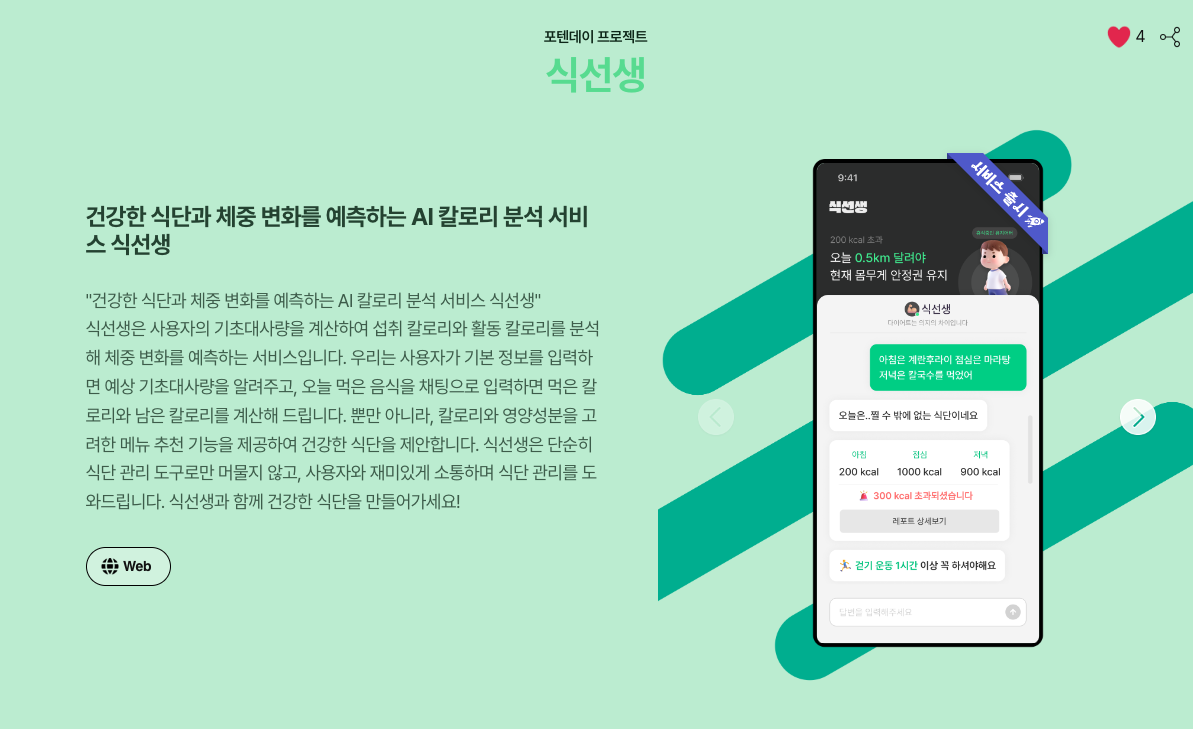 포텐데이 프로젝트
4
식선생
건강한 식단과 체중 변화를 예측하는 AI 칼로리 분석 서비
스 식선생
"건강한 식단과 체중 변화를 예측하는 AI 칼로리 분석 서비스 식선생"
식선생은 사용자의 기초대사량을 계산하여 섭취 칼로리와 활동 칼로리를 분석
해 체중 변화를 예측하는 서비스입니다. 우리는 사용자가 기본 정보를 입력하
면 예상 기초대사량을 알려주고, 오늘 먹은 음식을 채팅으로 입력하면 먹은 칼
로리와 남은 칼로리를 계산해 드립니다. 뿐만 아니라, 칼로리와 영양성분을 고
려한 메뉴 추천 기능을 제공하여 건강한 식단을 제안합니다. 식선생은 단순히
식단 관리 도구로만 머물지 않고, 사용자와 재미있게 소통하며 식단 관리를 도
와드립니다. 식선생과 함께 건강한 식단을 만들어가세요!
Web
9:41
서비스 출시
식선생
200 kcal 초과
오늘 0.5km 달려야
현재 몸무게 안정권 유지
식선생
다이어트는 의지의 차이입니다
아침은 계란후라이 점심은 마라탕
저녁은 칼국수를 먹었어
오늘은..찔 수 밖에 없는 식단이네요
아침 점심 저녁
200 kcal 1000 kcal 900 kcal
300 kcal 초과되셨습니다
레포트 상세보기
걷기 운동 1시간 이상 꼭 하셔야해요
답변을 입력해주세요